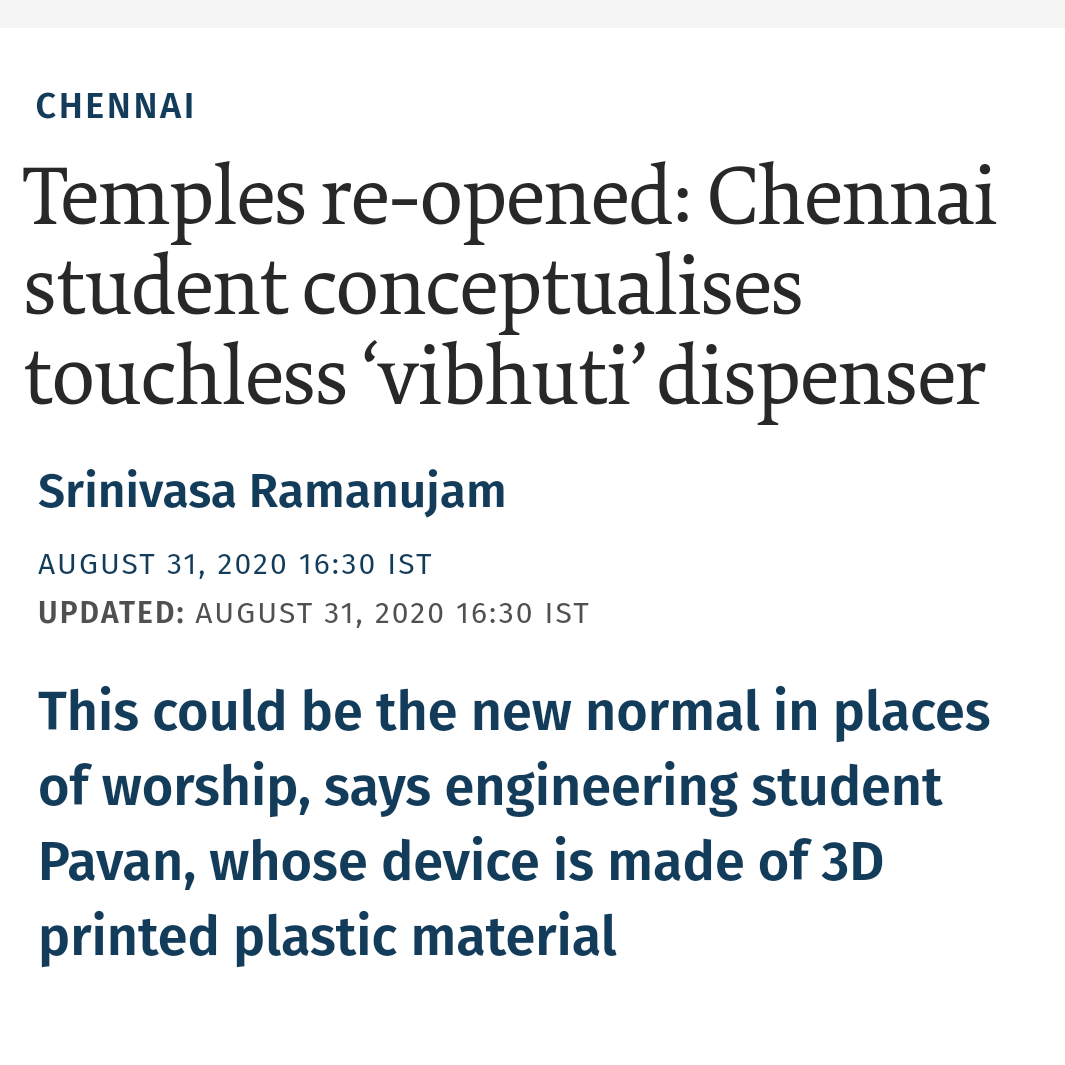 CHENNAI
Temples re-opened: Chennai
student conceptualises
touchless ‘vibhuti’ dispenser
Srinivasa Ramanujam
AUGUST 31, 2020 16:30 IST
UPDATED: AUGUST 31, 2020 16:30 IST
This could be the new normal in places
of worship, says engineering student
Pavan, whose device is made of 3D
printed plastic material